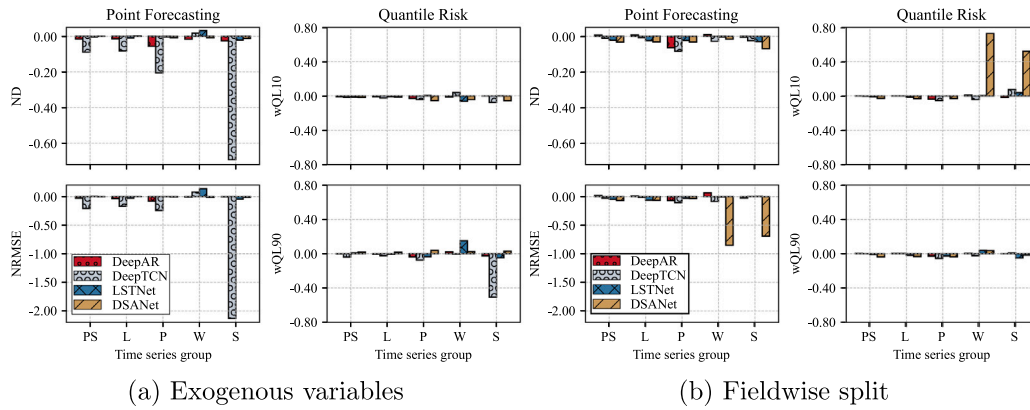 Point Forecasting
Quantile Risk
0.00
-0.20
-0.40
-0.60
ND
0.80
0.40
0.00
-0.40
-0.80
wQL10
0.00
-0.50
-1.00
-1.50
-2.00
NRMSE
DeepAR
DeepTCN
LSTNet
DSANet
PS L P W S
Time series group
0.80
0.40
0.00
-0.40
-0.80
wQL90
PS L P W S
Time series group
(a) Exogenous variables
Point Forecasting
Quantile Risk
0.00
-0.20
-0.40
-0.60
ND
0.80
0.40
0.00
-0.40
-0.80
wQL10
0.00
-0.50
-1.00
-1.50
-2.00
NRMSE
DeepAR
DeepTCN
LSTNet
DSANet
PS L P W S
Time series group
0.80
0.40
0.00
-0.40
-0.80
wQL90
PS L P W S
Time series group
(b) Fieldwise split